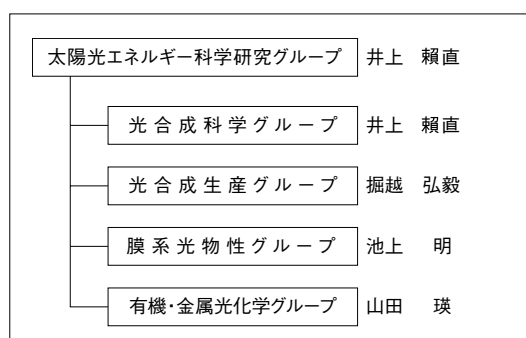 太陽光エネルギー科学研究グループ 井上 賴直
光合成科学グループ 井上 賴直
光合成生産グループ 掘越 弘毅
膜系光物性グループ 池上 明
有機・金属光化学グループ 山田 瑛